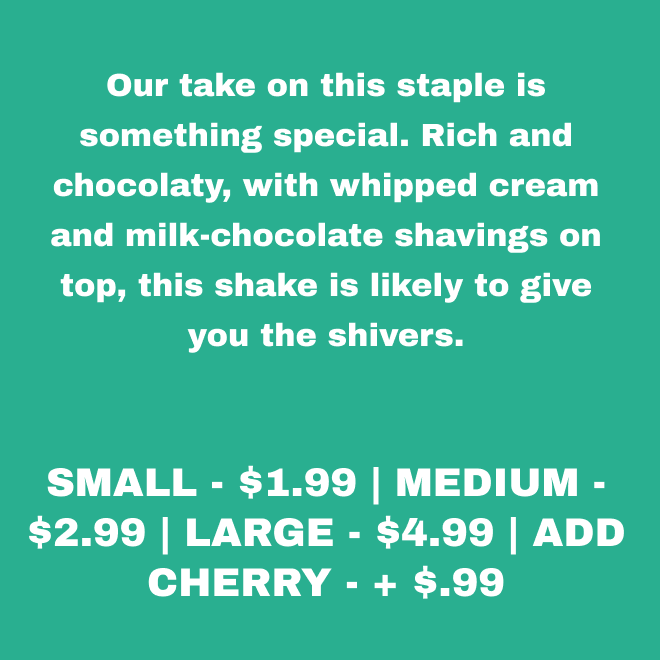 Our take on this staple is
something special. Rich and
chocolaty, with whipped cream
and milk-chocolate shavings on
top, this shake is likely to give
you the shivers.
SMALL - $1.99 | MEDIUM -
$2.99 | LARGE - $4.99 | ADD
CHERRY - + $.99